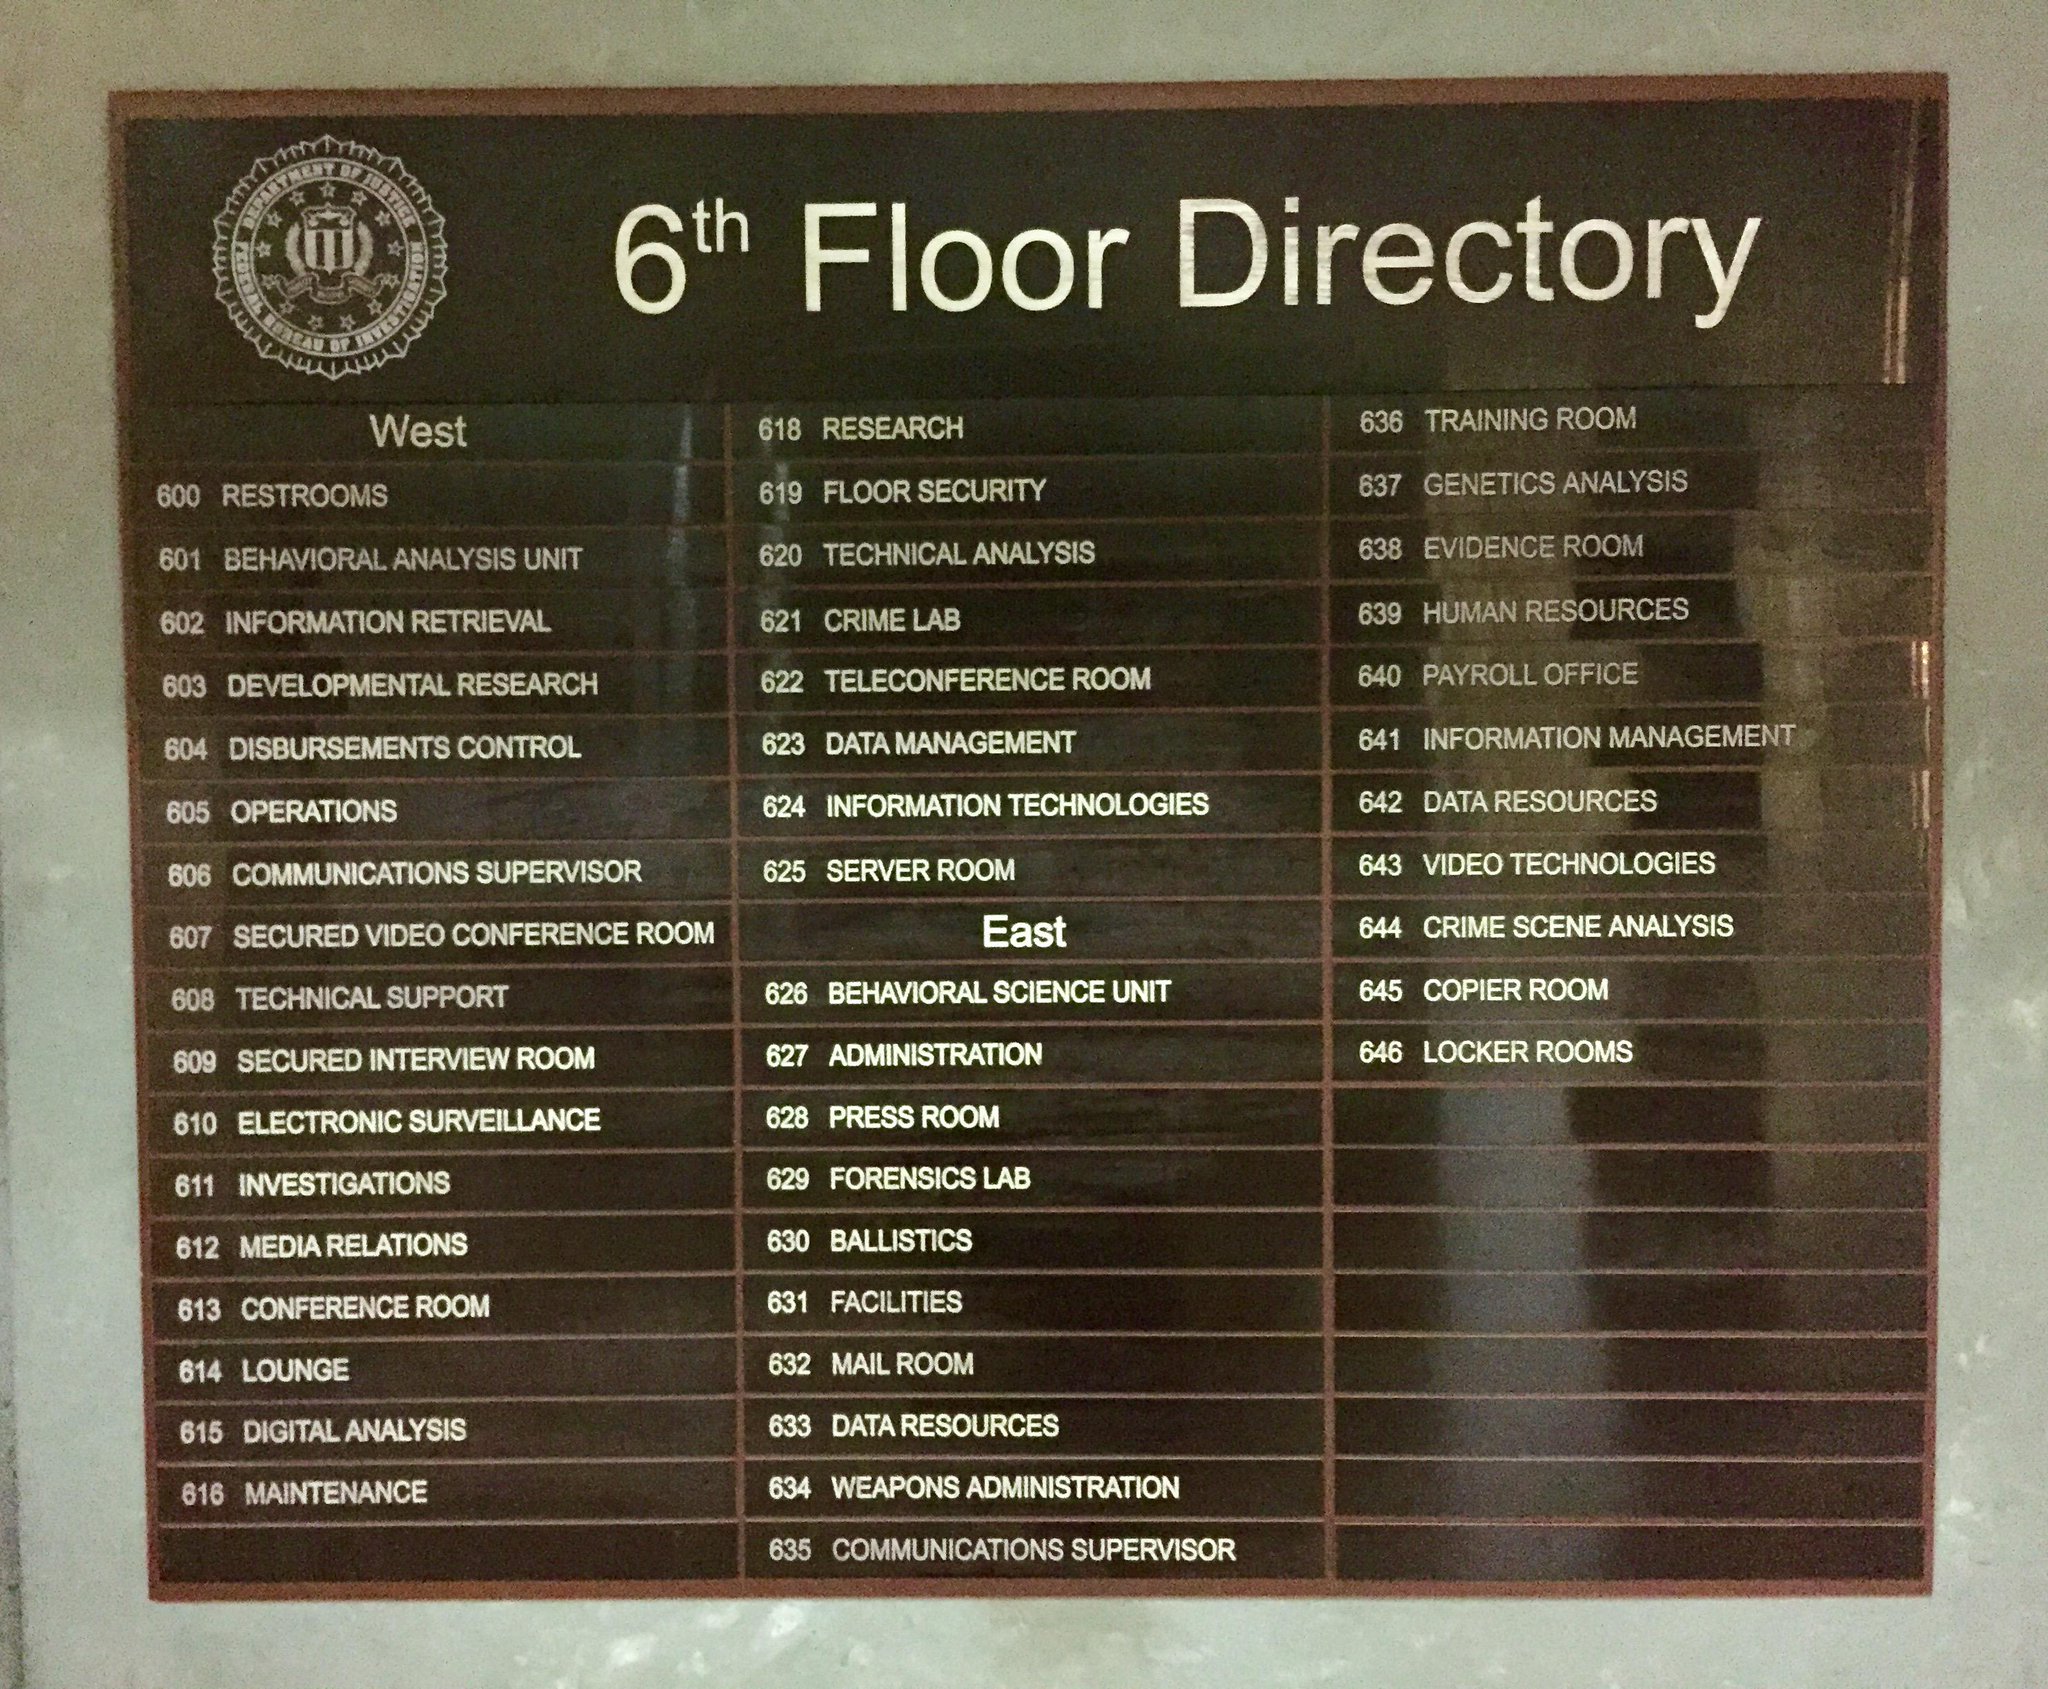 DEPARTMENT OF JUSTICE
FEDERAL BUREAU OF INVESTIGATION
6th Floor Directory
West
600 RESTROOMS
601 BEHAVIORAL ANALYSIS UNIT
602 INFORMATION RETRIEVAL
603 DEVELOPMENTAL RESEARCH
604 DISBURSEMENTS CONTROL
605 OPERATIONS
606 COMMUNICATIONS SUPERVISOR
607 SECURED VIDEO CONFERENCE ROOM
608 TECHNICAL SUPPORT
609 SECURED INTERVIEW ROOM
610 ELECTRONIC SURVEILLANCE
611 INVESTIGATIONS
612 MEDIA RELATIONS
613 CONFERENCE ROOM
614 LOUNGE
615 DIGITAL ANALYSIS
616 MAINTENANCE
618 RESEARCH
619 FLOOR SECURITY
620 TECHNICAL ANALYSIS
621 CRIME LAB
622 TELECONFERENCE ROOM
623 DATA MANAGEMENT
624 INFORMATION TECHNOLOGIES
625 SERVER ROOM
East
626 BEHAVIORAL SCIENCE UNIT
627 ADMINISTRATION
628 PRESS ROOM
629 FORENSICS LAB
630 BALLISTICS
631 FACILITIES
632 MAIL ROOM
633 DATA RESOURCES
634 WEAPONS ADMINISTRATION
635 COMMUNICATIONS SUPERVISOR
636 TRAINING ROOM
637 GENETICS ANALYSIS
638 EVIDENCE ROOM
639 HUMAN RESOURCES
640 PAYROLL OFFICE
641 INFORMATION MANAGEMENT
642 DATA RESOURCES
643 VIDEO TECHNOLOGIES
644 CRIME SCENE ANALYSIS
645 COPIER ROOM
646 LOCKER ROOMS